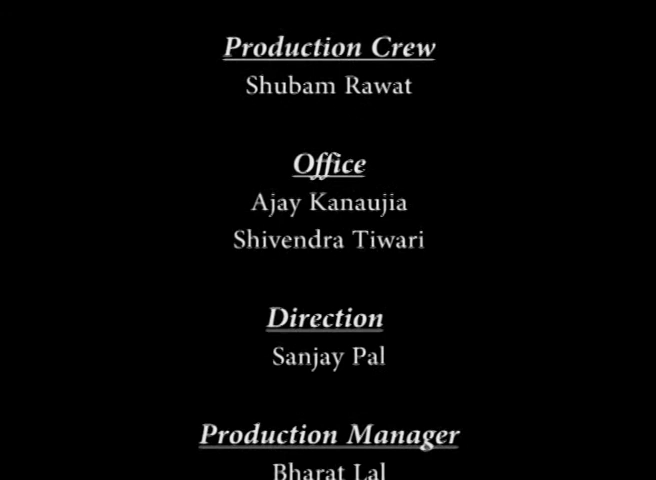 Production Crew
Shubam Rawat
Office
Ajay Kanaujia
Shivendra Tiwari
Direction
Sanjay Pal
Production Manager
Bharat Lal